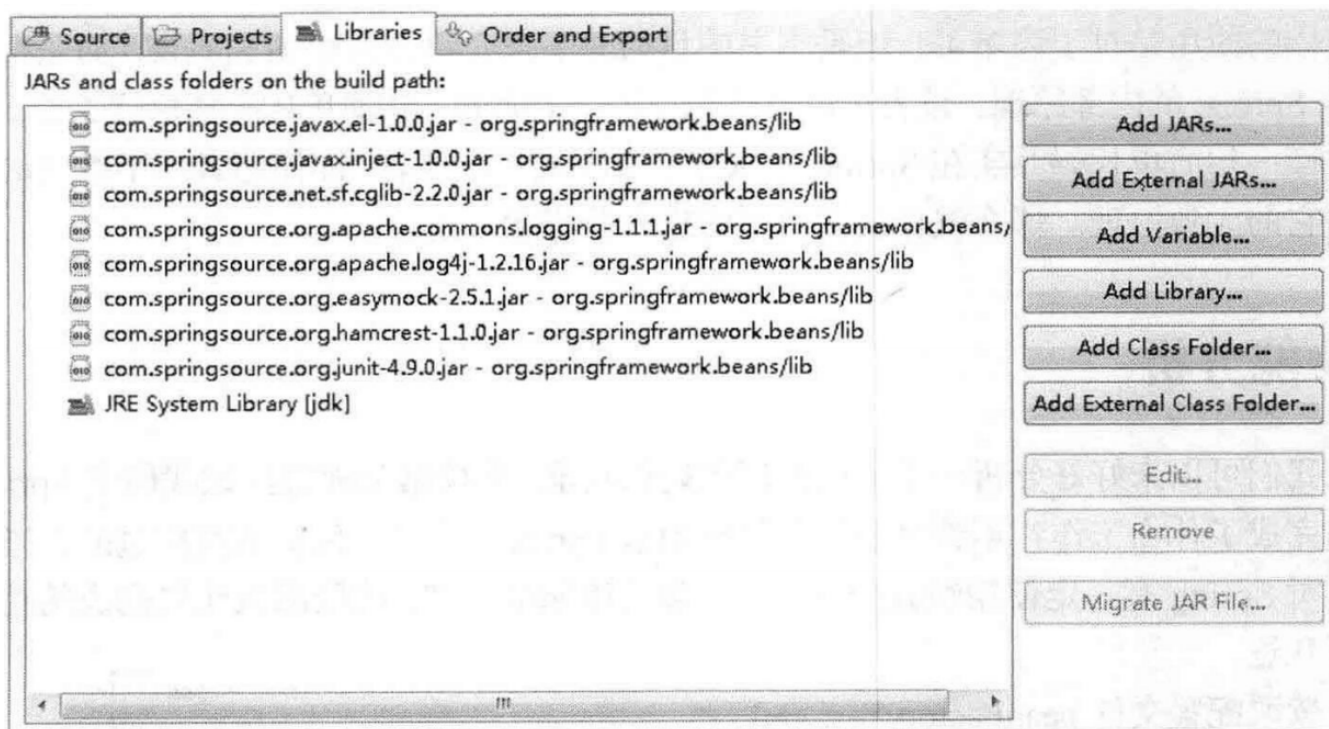 Source Projects Libraries Order and Export
JARs and class folders on the build path:
com.springsource.javax.el-1.0.0.jar - org.springframework.beans/lib
com.springsource.javax.inject-1.0.0.jar - org.springframework.beans/lib
com.springsource.net.sf.cglib-2.2.0.jar - org.springframework.beans/lib
com.springsource.org.apache.commons.logging-1.1.1.jar - org.springframework.beans/
com.springsource.org.apache.log4j-1.2.16.jar - org.springframework.beans/lib
com.springsource.org.easymock-2.5.1.jar - org.springframework.beans/lib
com.springsource.org.hamcrest-1.1.0.jar - org.springframework.beans/lib
com.springsource.org.junit-4.9.0.jar - org.springframework.beans/lib
JRE System Library [jdk]
Add JARs...
Add External JARs...
Add Variable...
Add Library...
Add Class Folder...
Add External Class Folder...
Edit...
Remove
Migrate JAR File...